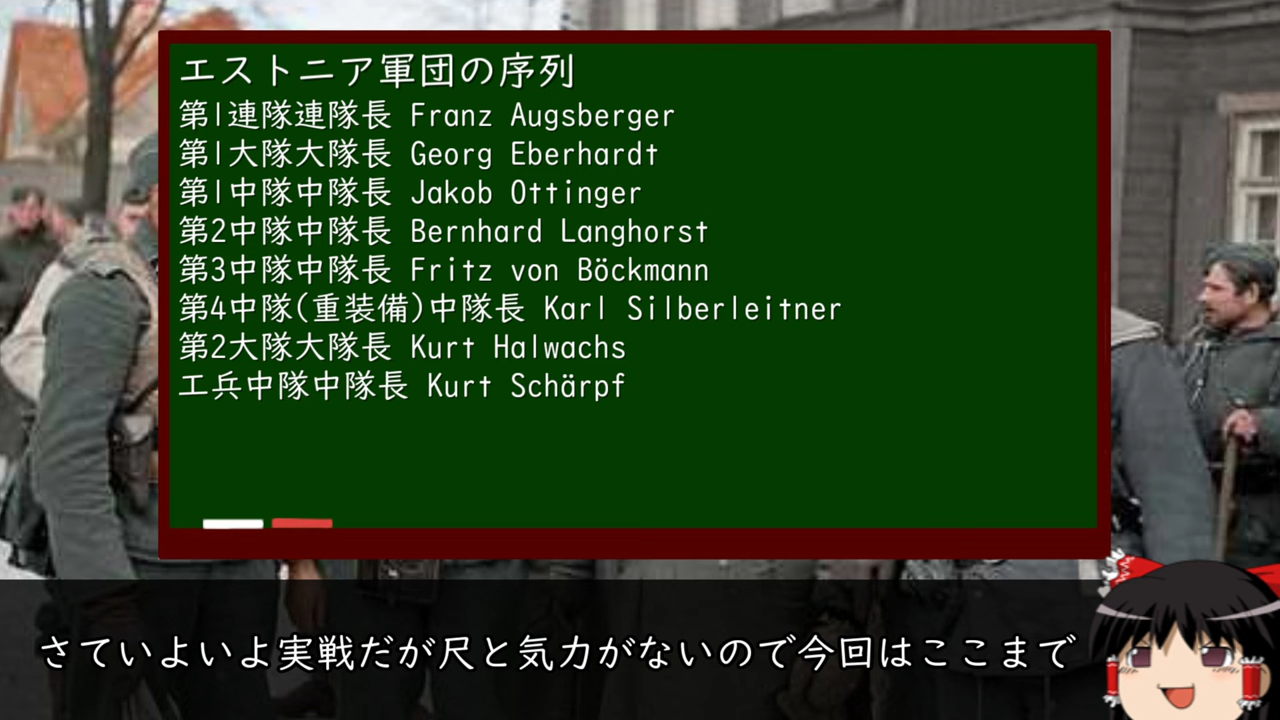 エストニア軍団の序列
第1連隊連隊長 Franz Augsberger
第1大隊大隊長 Georg Eberhardt
第1中隊中隊長 Jakob Ottinger
第2中隊中隊長 Bernhard Langhorst
第3中隊中隊長 Fritz von Böckmann
第4中隊(重装備)中隊長 Karl Silberleitner
第2大隊大隊長 Kurt Halwachs
工兵中隊中隊長 Kurt Schärpf
さていよいよ実戦だが尺と気力がないので今回はここまで